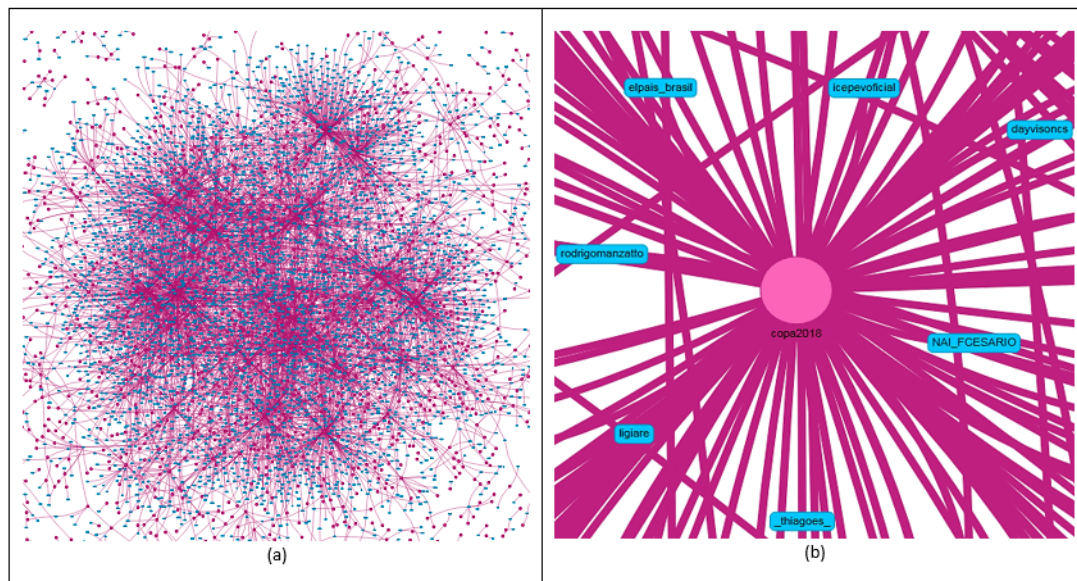 elpais_brasil
icepevoficial
dayvisoncs
rodrigomanzatto
copa2018
NAI_FCESARIO
ligiare
_thiagoes_
(a)
(b)